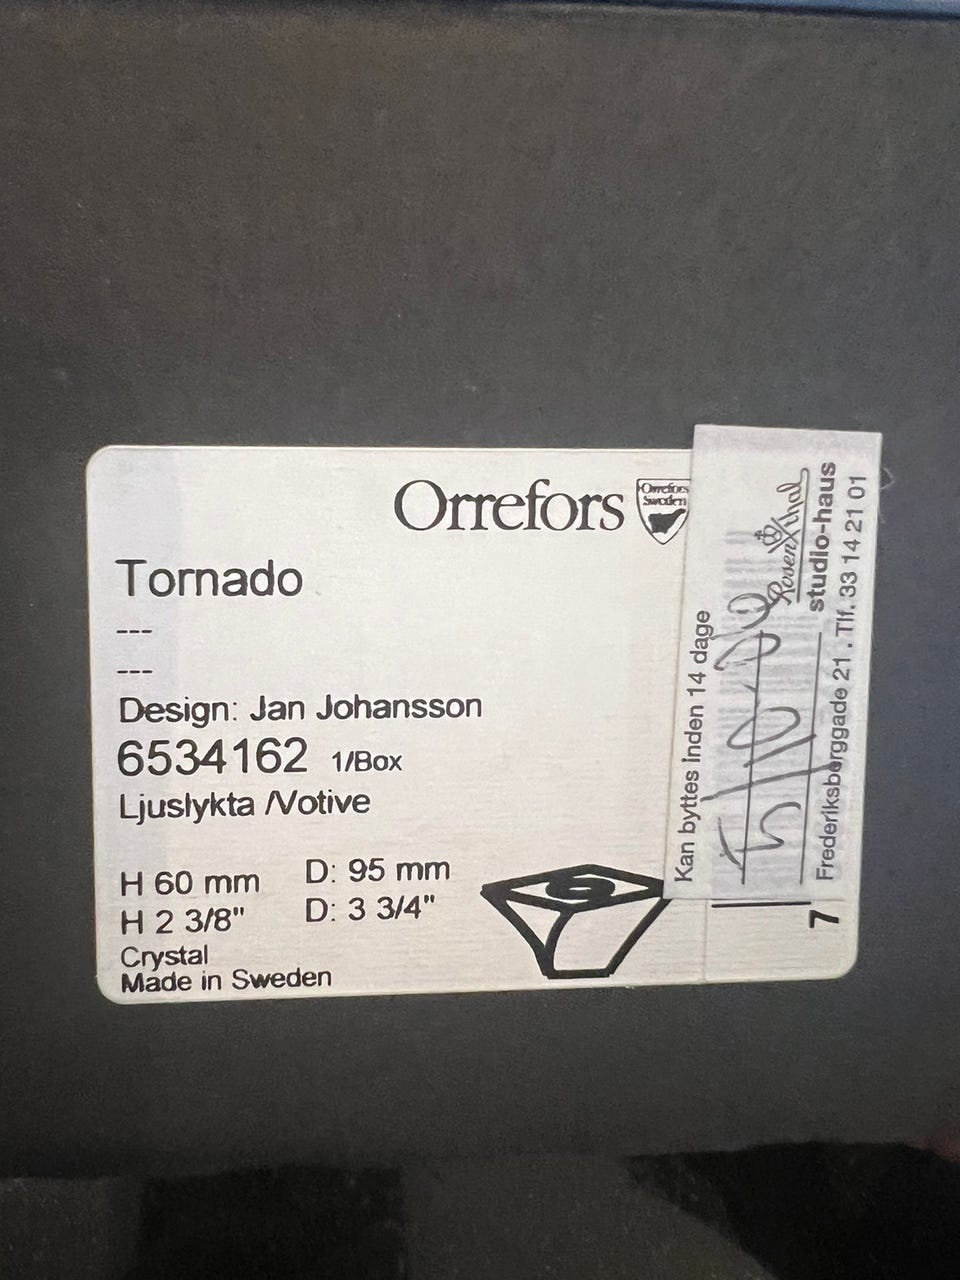 Orrefors
Orrefors
Sweden
Tornado
---
---
Design: Jan Johansson
6534162 1/Box
Ljuslykta /Votive
H 60 mm D: 95 mm
H 2 3/8" D: 3 3/4"
Crystal
Made in Sweden
Kan byttes inden 14 dage
Rosenthal
studio-haus
Frederiksberggade 21 . Tlf. 33 14 21 01
7